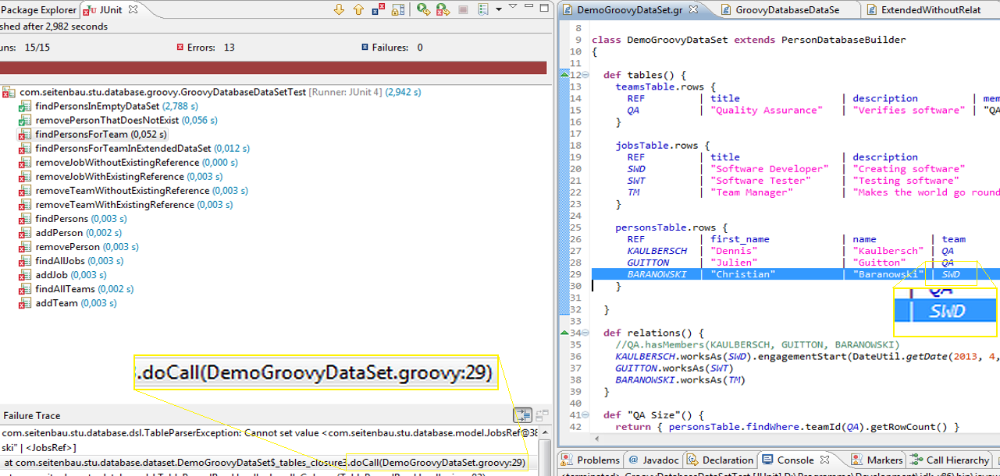 Package Explorer JUnit
shed after 2,982 seconds
uns: 15/15 Errors: 13 Failures: 0
com.seitenbau.stu.database.groovy.GroovyDatabaseDataSetTest [Runner: JUnit 4] (2,942 s)
findPersonsInEmptyDataSet (2,788 s)
removePersonThatDoesNotExist (0,056 s)
findPersonsForTeam (0,052 s)
findPersonsForTeamInExtendedDataSet (0,012 s)
removeJobWithoutExistingReference (0,000 s)
removeJobWithExistingReference (0,003 s)
removeTeamWithoutExistingReference (0,003 s)
removeTeamWithExistingReference (0,003 s)
findPersons (0,003 s)
addPerson (0,002 s)
removePerson (0,003 s)
findAllJobs (0,003 s)
addJob (0,003 s)
findAllTeams (0,002 s)
addTeam (0,003 s)
.doCall(DemoGroovyDataSet.groovy:29)
Failure Trace
com.seitenbau.stu.database.dsl.TableParserException: Cannot set value <com.seitenbau.stu.database.model.JobsRef@38
ski" | <JobsRef>]
at com.seitenbau.stu.database.dataset.DemoGroovyDataSet$_tables_closure3.doCall(DemoGroovyDataSet.groovy:29)
DemoGroovyDataSet.gr GroovyDatabaseDataSe ExtendedWithoutRelat
8
9 class DemoGroovyDataSet extends PersonDatabaseBuilder
10 {
11
12 def tables() {
13 teamsTable.rows {
14 REF | title | description | mem
15 QA | "Quality Assurance" | "Verifies software" | "QA
16 }
17
18 jobsTable.rows {
19 REF | title | description
20 SWD | "Software Developer" | "Creating software"
21 SWT | "Software Tester" | "Testing software"
22 TM | "Team Manager" | "Makes the world go round
23 }
24
25 personsTable.rows {
26 REF | first_name | name | team
27 KAULBERSCH | "Dennis" | "Kaulbersch" | QA
28 GUITTON | "Julien" | "Guitton" | QA
29 BARANOWSKI | "Christian" | "Baranowski" | SWD
30 }
31
32 }
33
34 def relations() {
35 //QA.hasMembers(KAULBERSCH, GUITTON, BARANOWSKI)
36 KAULBERSCH.worksAs(SWD).engagementStart(DateUtil.getDate(2013, 4,
37 GUITTON.worksAs(SWT)
38 BARANOWSKI.worksAs(TM)
39 }
40
41 def "QA Size"() {
42 return { personsTable.findWhere.teamId(QA).getRowCount() }
| QA
| SWD
Problems @ Javadoc Declaration Console Markers Call Hierarchy